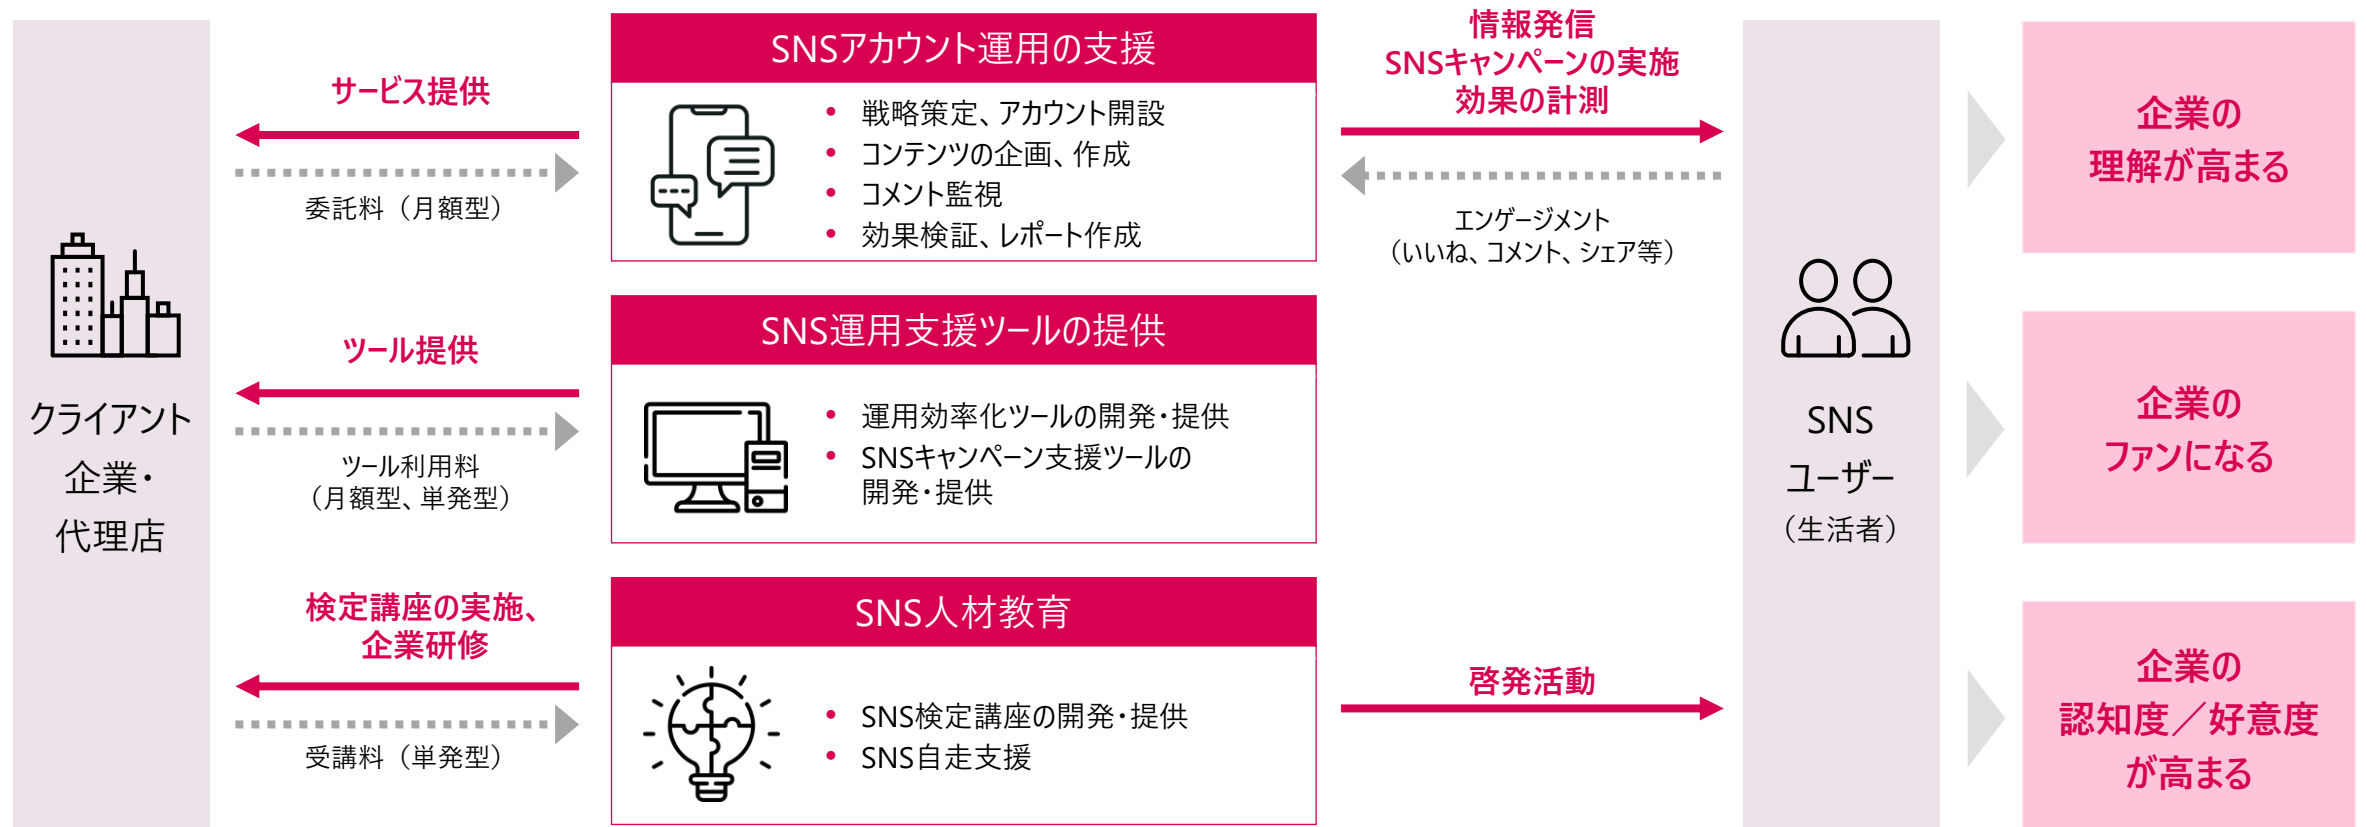 クライアント
企業・
代理店
サービス提供
委託料（月額型）
ツール提供
ツール利用料
（月額型、単発型）
検定講座の実施、
企業研修
受講料（単発型）
SNSアカウント運用の支援
• 戦略策定、アカウント開設
• コンテンツの企画、作成
• コメント監視
• 効果検証、レポート作成
SNS運用支援ツールの提供
• 運用効率化ツールの開発・提供
• SNSキャンペーン支援ツールの
開発・提供
SNS人材教育
• SNS検定講座の開発・提供
• SNS自走支援
情報発信
SNSキャンペーンの実施
効果の計測
エンゲージメント
（いいね、コメント、シェア等）
啓発活動
SNS
ユーザー
（生活者）
企業の
理解が高まる
企業の
ファンになる
企業の
認知度／好意度
が高まる